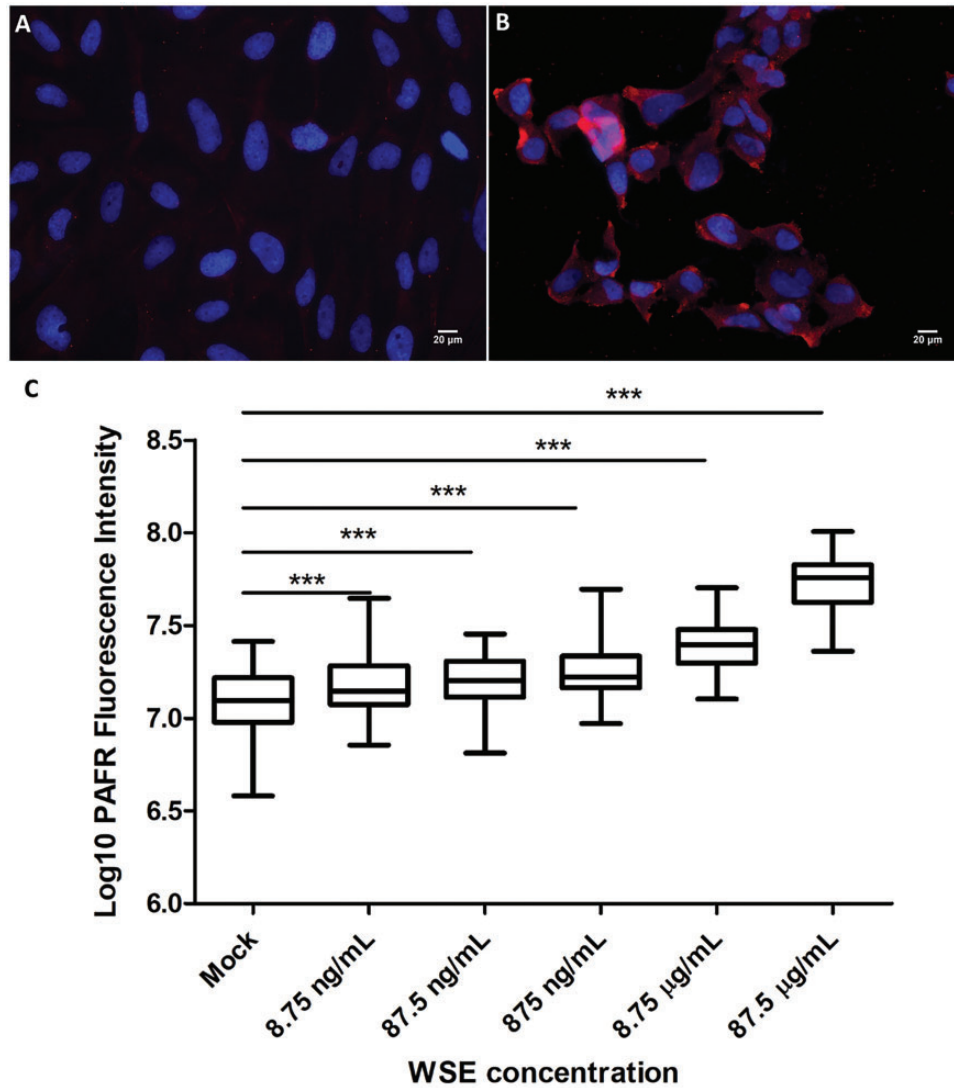 A
B
20 µm
20 µm
C
***
***
***
***
***
Log10 PAFR Fluorescence Intensity
8.5
8.0
7.5
7.0
6.5
6.0
Mock
8.75 ng/mL
87.5 ng/mL
875 ng/mL
8.75 µg/mL
87.5 µg/mL
WSE concentration